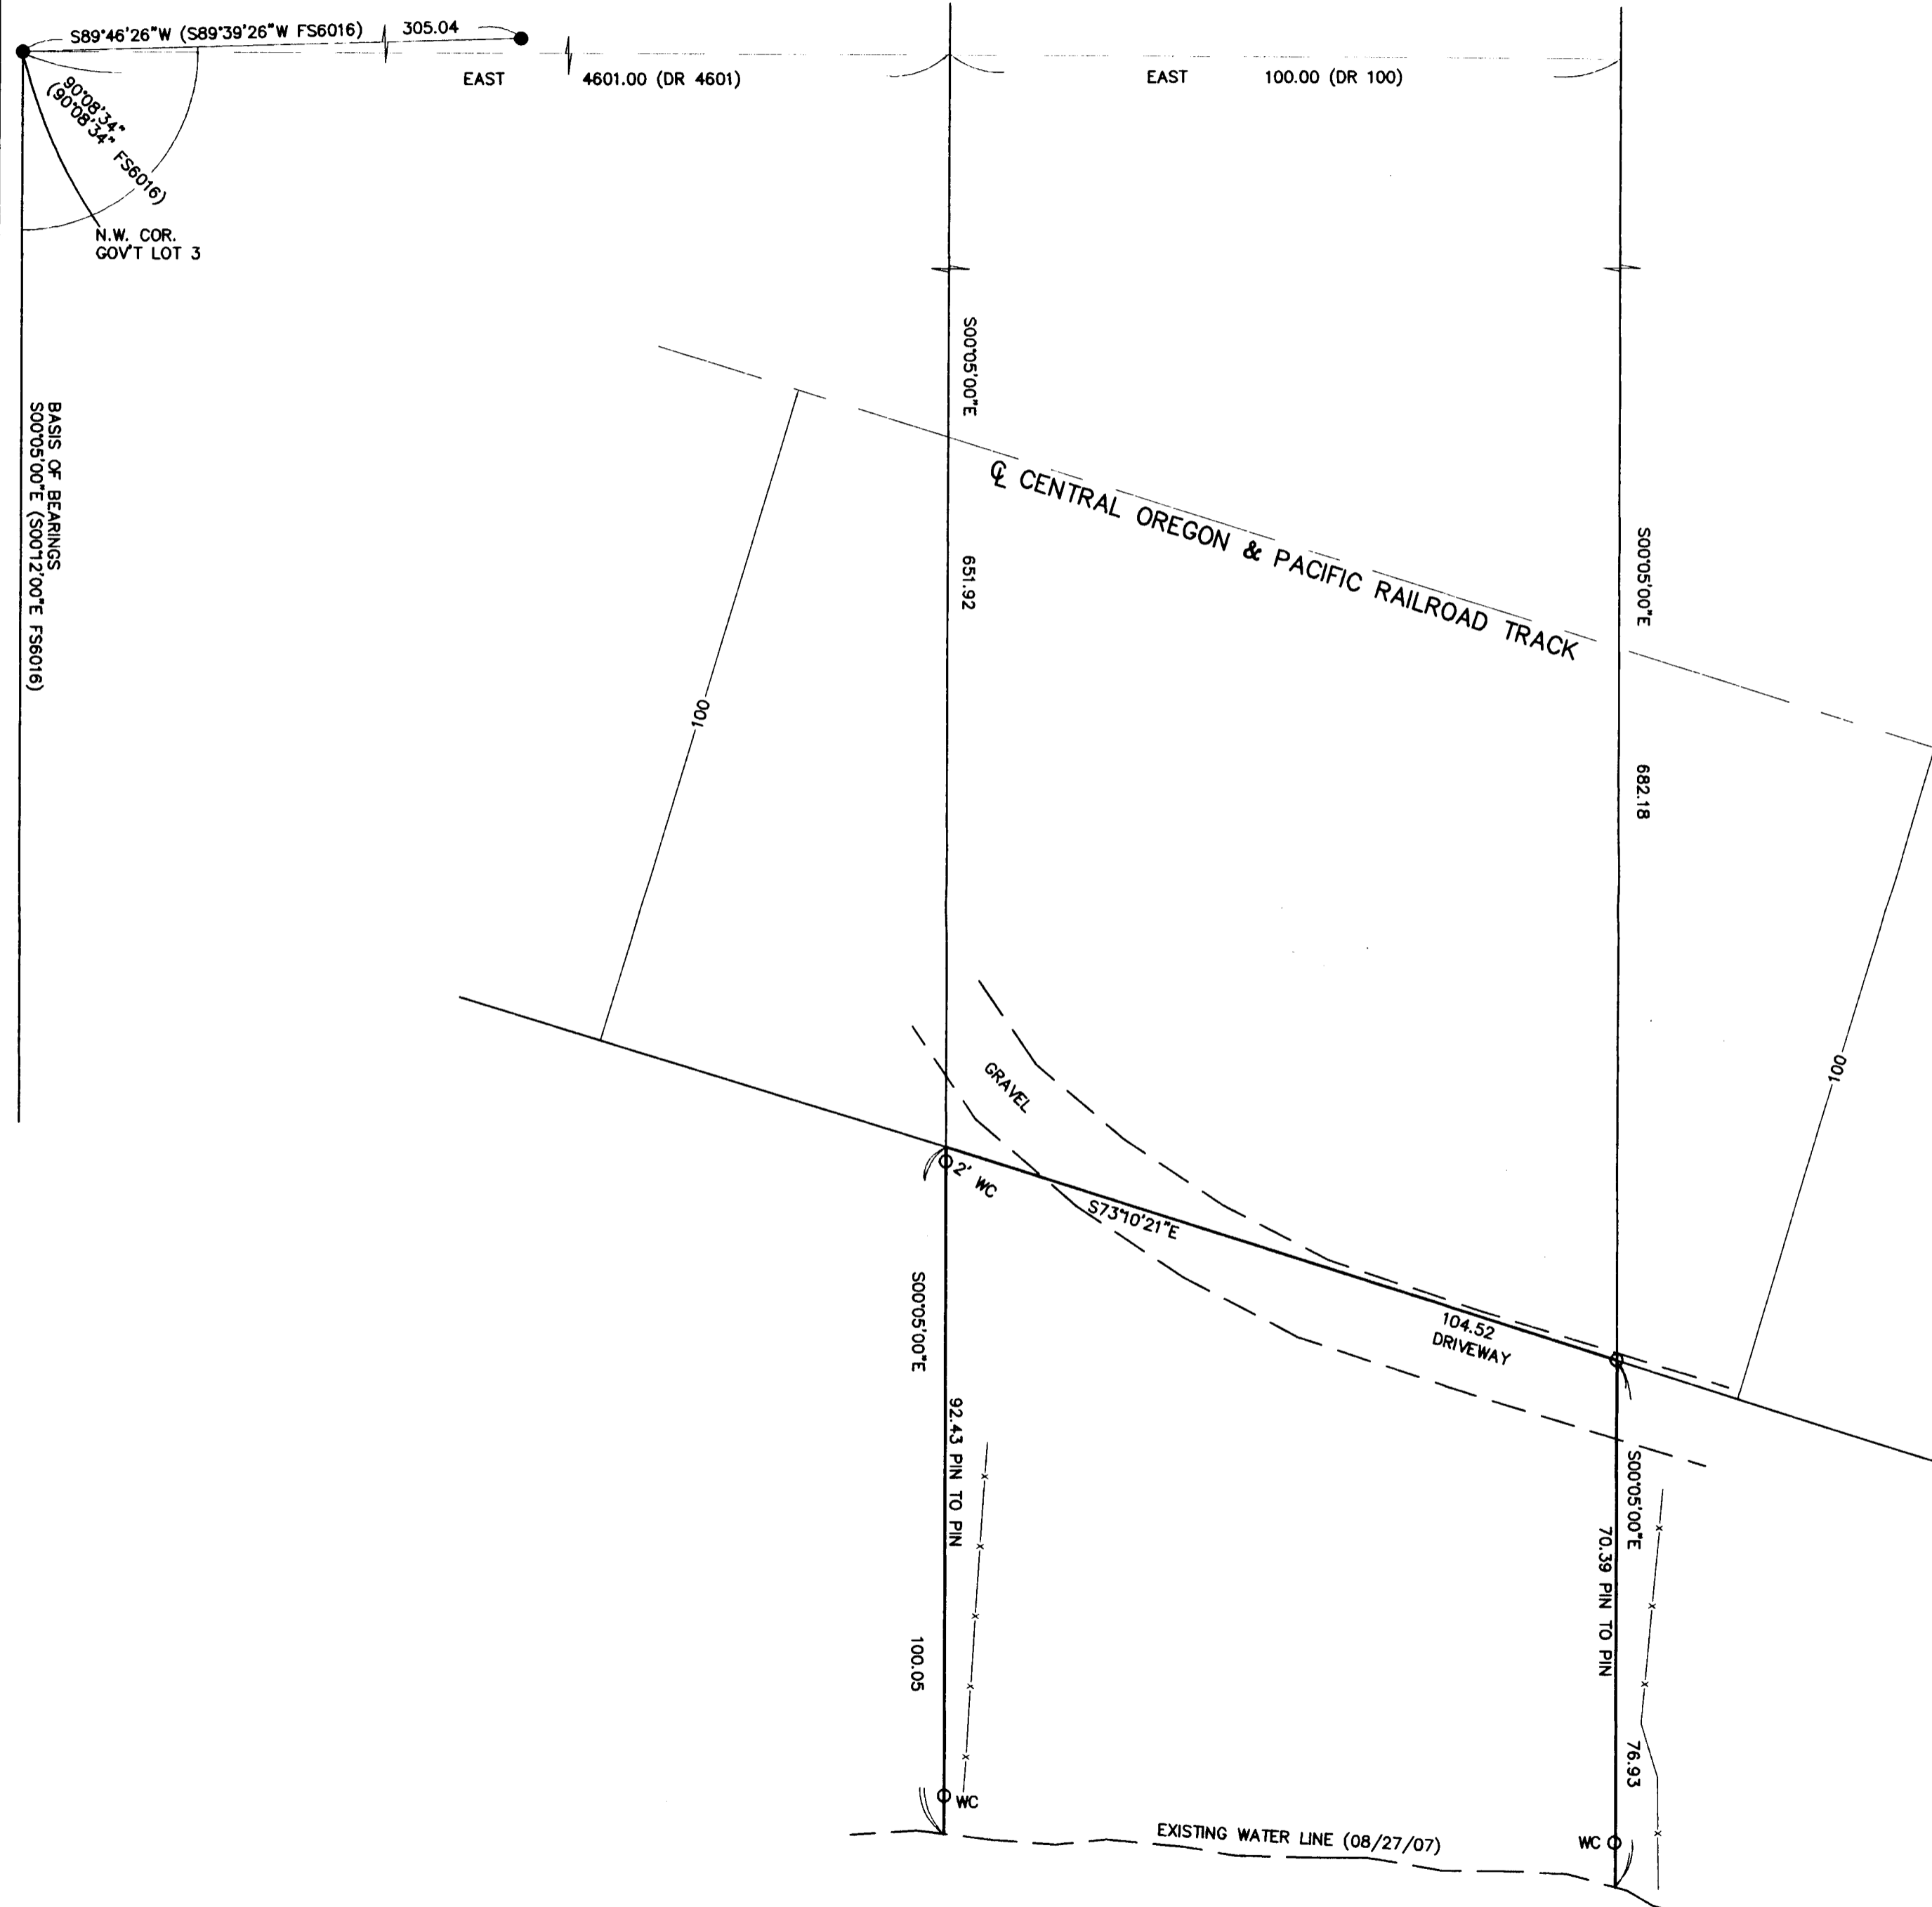 S89°46'26"W (S89°39'26"W FS6016) 305.04
EAST 4601.00 (DR 4601)
EAST 100.00 (DR 100)
90°08'34"
(90°08'34" FS6016)
N.W. COR.
GOV'T LOT 3
BASIS OF BEARINGS
S00°05'00"E (S00°12'00"E FS6016)
S00°05'00"E
651.92
S00°05'00"E
682.18
℄ CENTRAL OREGON & PACIFIC RAILROAD TRACK
100
100
GRAVEL
2' WC
S73°10'21"E
104.52
DRIVEWAY
S00°05'00"E
92.43 PIN TO PIN
100.05
S00°05'00"E
70.39 PIN TO PIN
76.93
WC
EXISTING WATER LINE (08/27/07)
WC